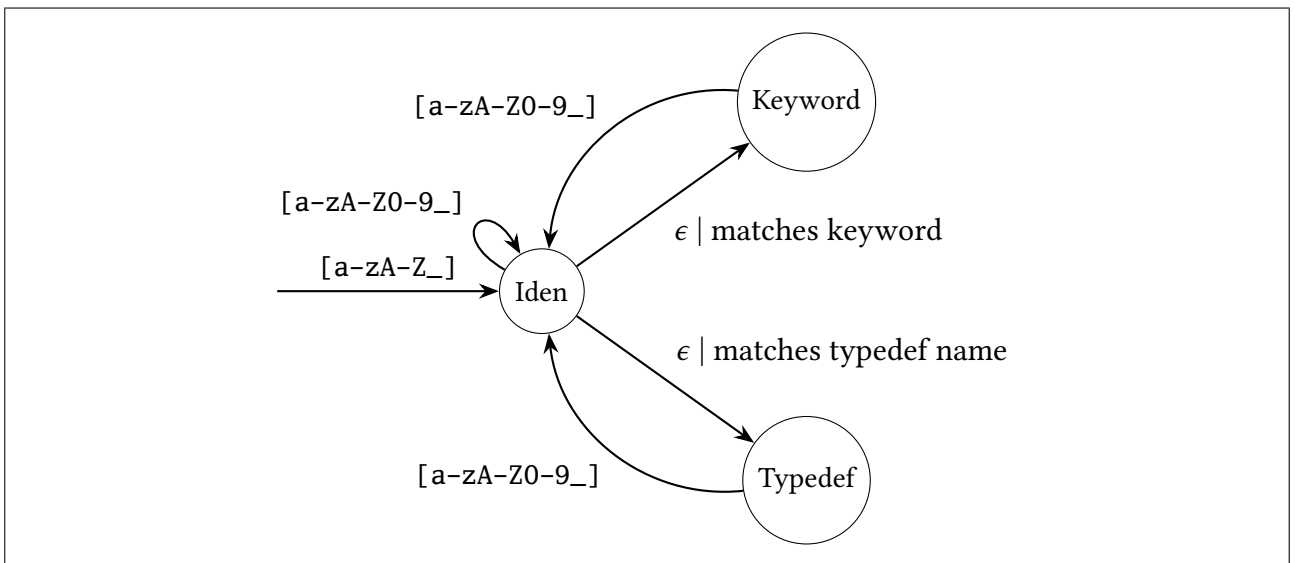 Keyword
[a-zA-Z0-9_]
[a-zA-Z0-9_]
ϵ | matches keyword
[a-zA-Z_]
Iden
ϵ | matches typedef name
[a-zA-Z0-9_]
Typedef